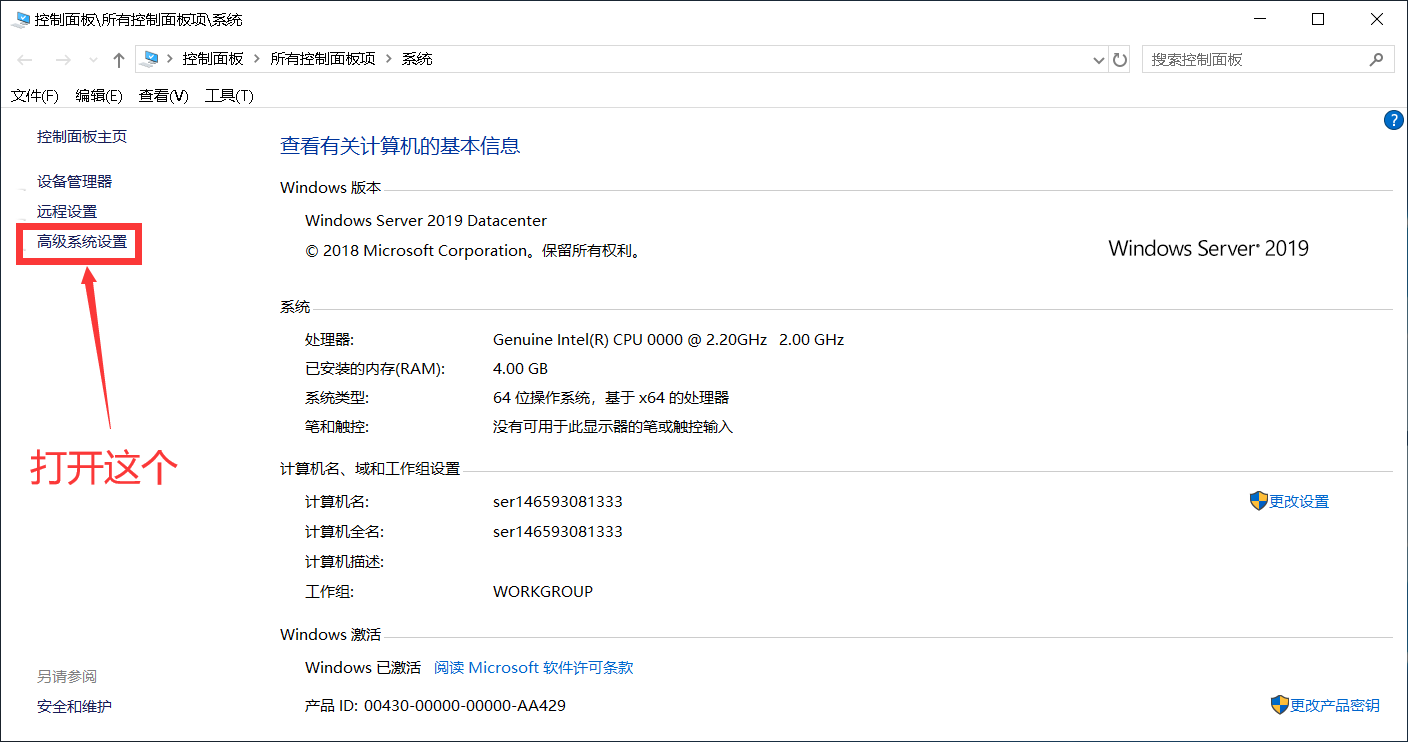 控制面板\所有控制面板项\系统
控制面板 > 所有控制面板项 > 系统
搜索控制面板
文件(F) 编辑(E) 查看(V) 工具(T)
控制面板主页
设备管理器
远程设置
高级系统设置
打开这个
另请参阅
安全和维护
查看有关计算机的基本信息
Windows 版本
Windows Server 2019 Datacenter
© 2018 Microsoft Corporation。保留所有权利。
Windows Server 2019
系统
处理器: Genuine Intel(R) CPU 0000 @ 2.20GHz 2.00 GHz
已安装的内存(RAM): 4.00 GB
系统类型: 64 位操作系统，基于 x64 的处理器
笔和触控: 没有可用于此显示器的笔或触控输入
计算机名、域和工作组设置
计算机名: ser146593081333 更改设置
计算机全名: ser146593081333
计算机描述:
工作组: WORKGROUP
Windows 激活
Windows 已激活 阅读 Microsoft 软件许可条款
产品 ID: 00430-00000-00000-AA429 更改产品密钥